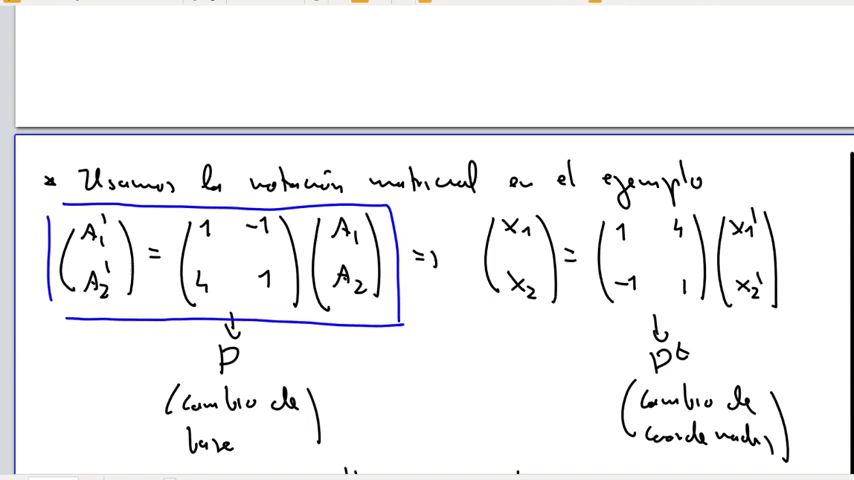 * Usamos la notación matricial en el ejemplo
(A1' A2') = (1 -1 4 1) (A1 A2) => (x1 x2) = (1 4 -1 1) (x1' x2')
↓ ↓
P Pt
(cambio de base) (cambio de coordenadas)